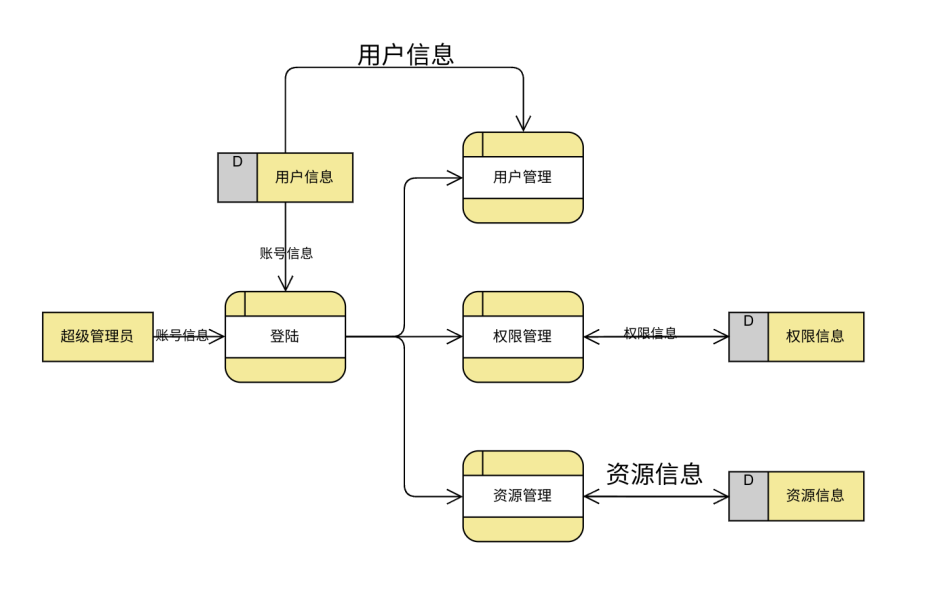 用户信息
D
用户信息
用户管理
账号信息
超级管理员
账号信息
登陆
权限管理
权限信息
D
权限信息
资源管理
资源信息
D
资源信息